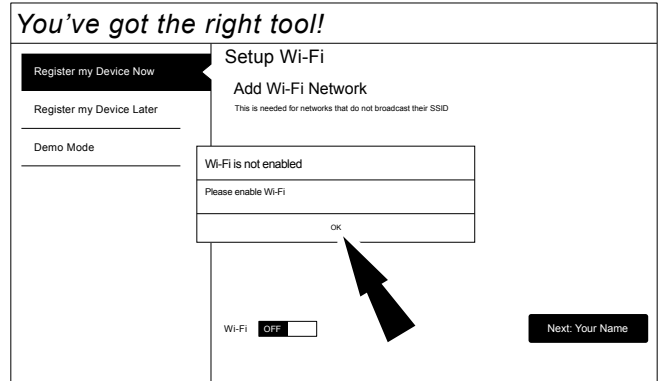 You've got the right tool!
Register my Device Now
Register my Device Later
Demo Mode
Setup Wi-Fi
Add Wi-Fi Network
This is needed for networks that do not broadcast their SSID
Wi-Fi is not enabled
Please enable Wi-Fi
OK
Wi-Fi OFF
Next: Your Name